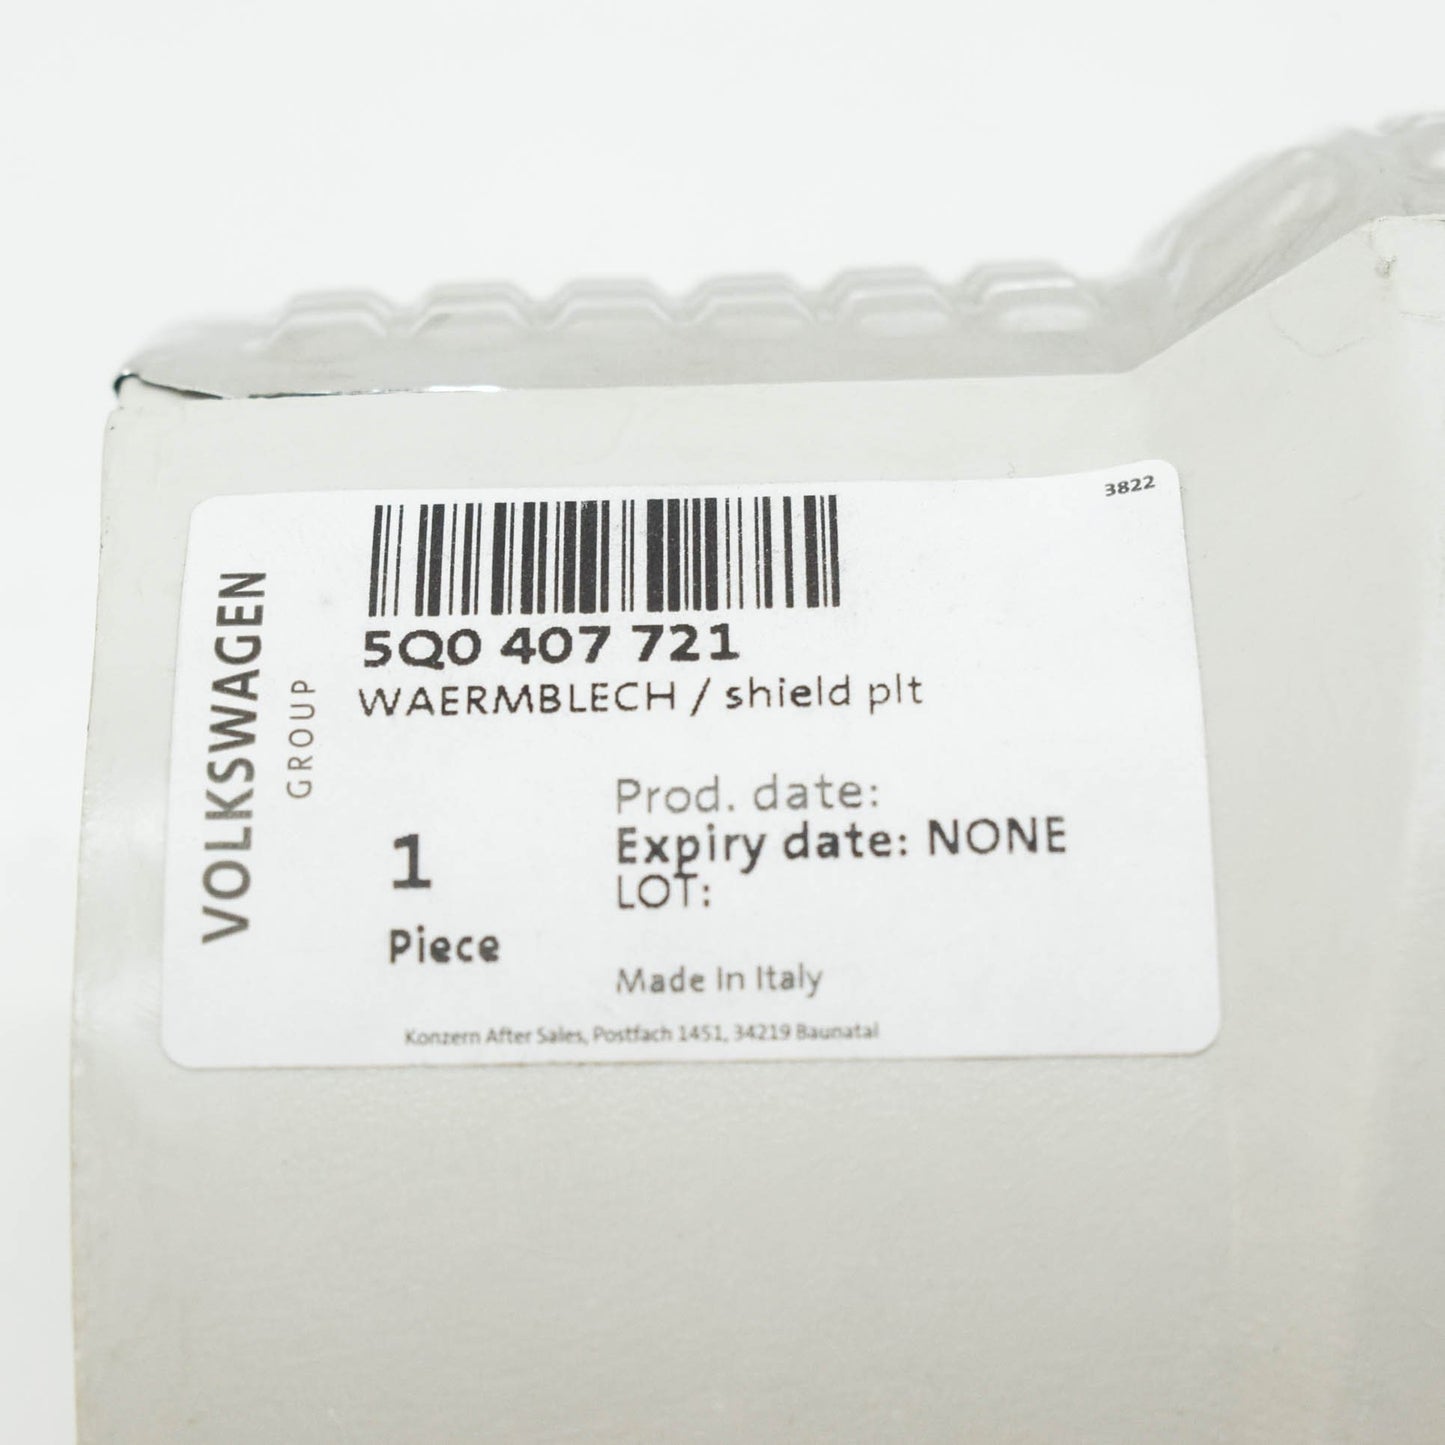 3822
VOLKSWAGEN
GROUP
5Q0 407 721
WAERMBLECH / shield plt
Prod. date:
Expiry date: NONE
LOT:
1
Piece
Made In Italy
Konzern After Sales, Postfach 1451, 34219 Baunatal